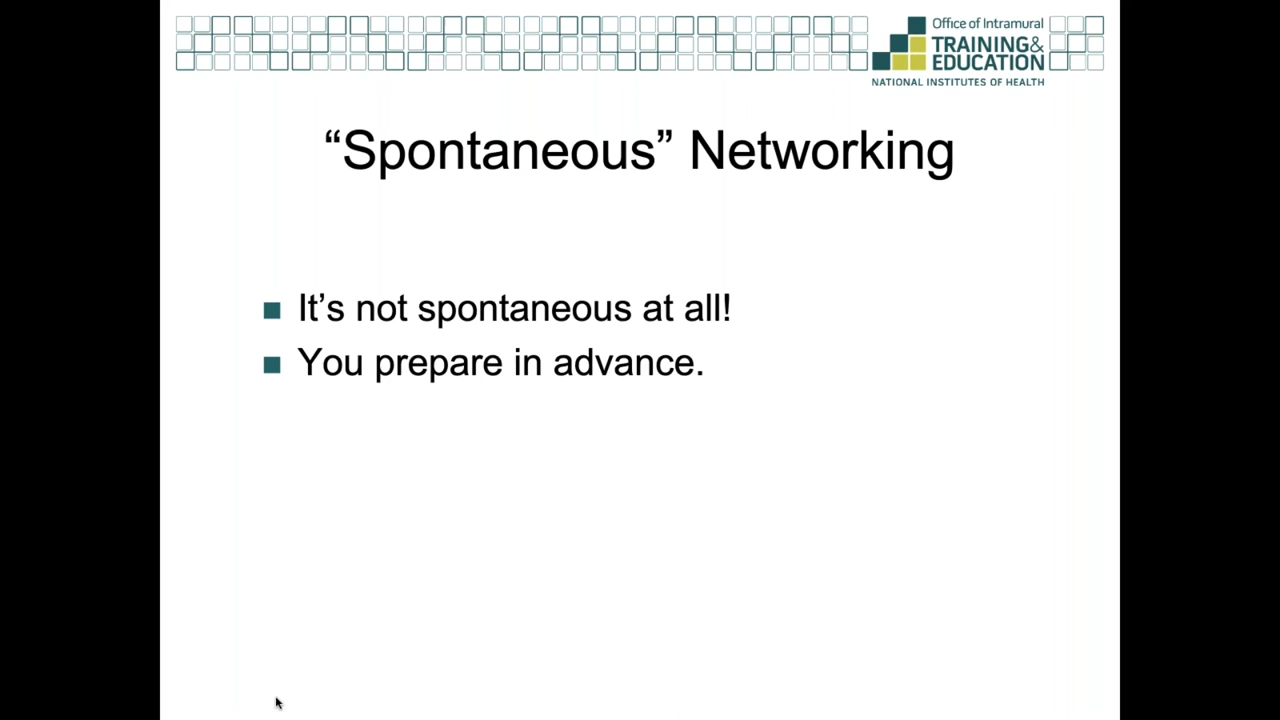 Office of Intramural
TRAINING&
EDUCATION
NATIONAL INSTITUTES OF HEALTH
“Spontaneous” Networking
It’s not spontaneous at all!
You prepare in advance.